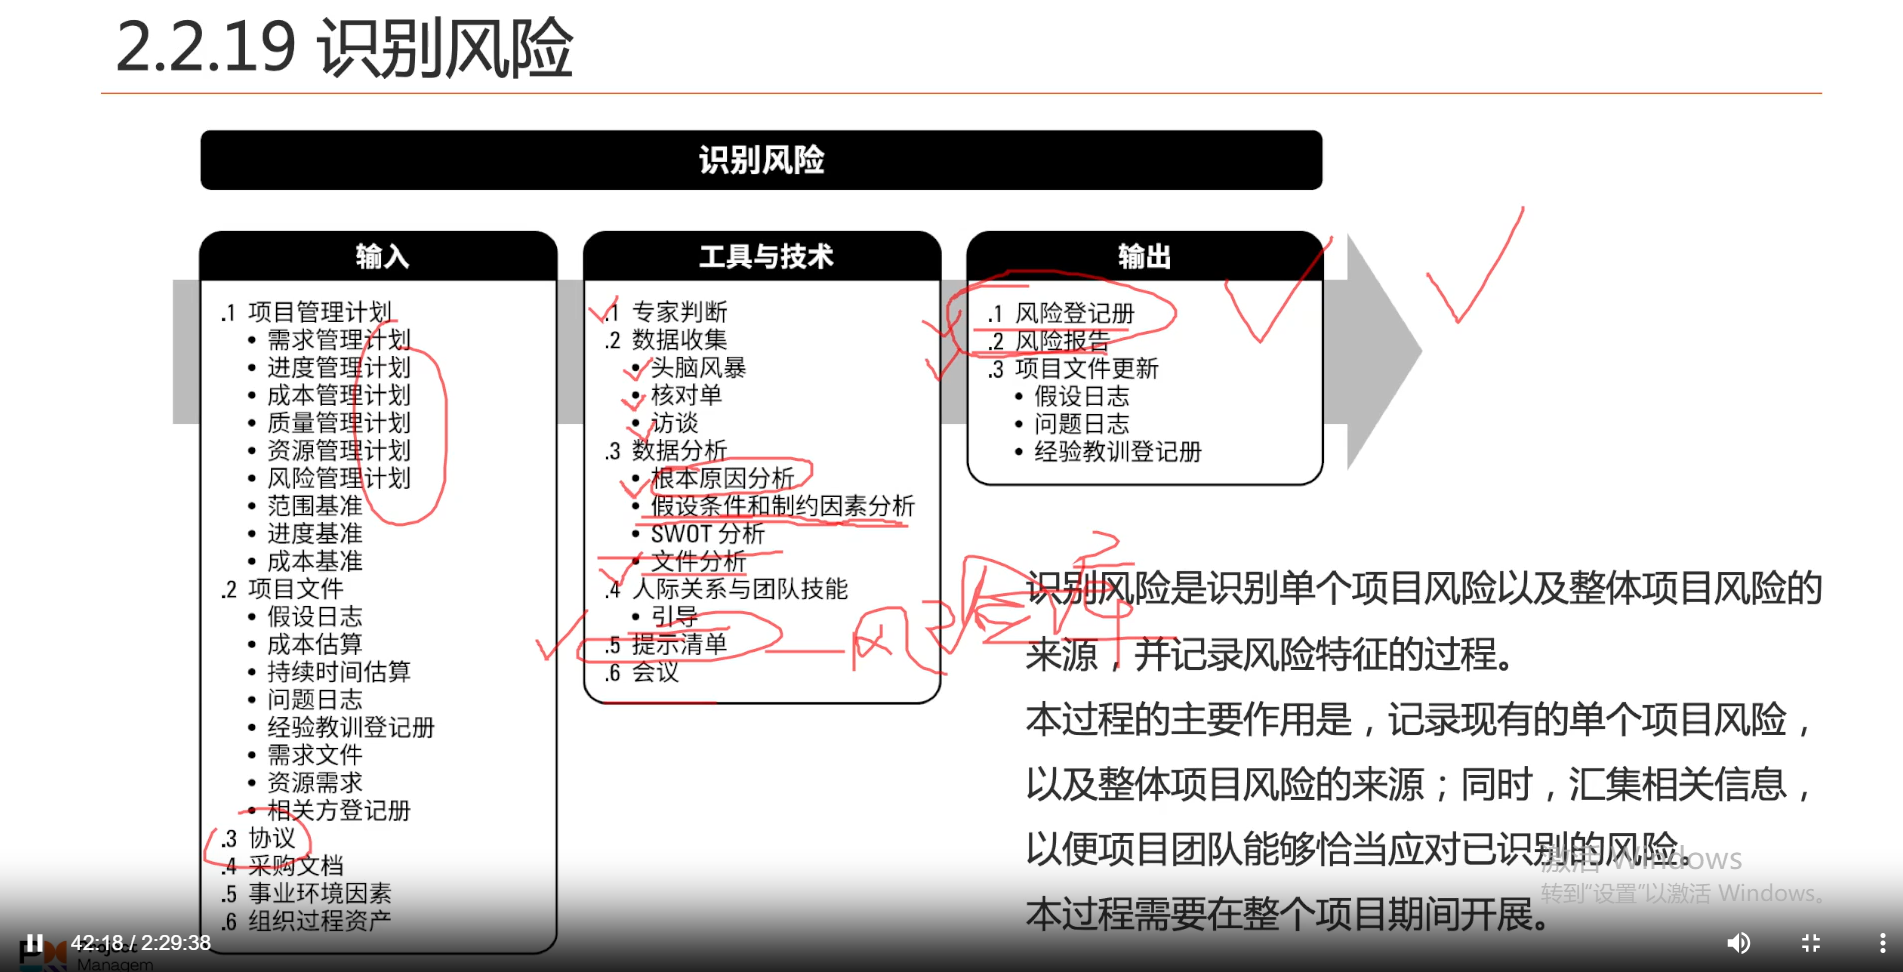 2.2.19 识别风险
识别风险
输入
.1 项目管理计划
• 需求管理计划
• 进度管理计划
• 成本管理计划
• 质量管理计划
• 资源管理计划
• 风险管理计划
• 范围基准
• 进度基准
• 成本基准
.2 项目文件
• 假设日志
• 成本估算
• 持续时间估算
• 问题日志
• 经验教训登记册
• 需求文件
• 资源需求
• 相关方登记册
.3 协议
.4 采购文档
.5 事业环境因素
.6 组织过程资产
工具与技术
.1 专家判断
.2 数据收集
• 头脑风暴
• 核对单
• 访谈
.3 数据分析
• 根本原因分析
• 假设条件和制约因素分析
• SWOT 分析
• 文件分析
.4 人际关系与团队技能
• 引导
.5 提示清单
.6 会议
风险库
输出
.1 风险登记册
.2 风险报告
.3 项目文件更新
• 假设日志
• 问题日志
• 经验教训登记册
识别风险是识别单个项目风险以及整体项目风险的
来源，并记录风险特征的过程。
本过程的主要作用是，记录现有的单个项目风险，
以及整体项目风险的来源；同时，汇集相关信息，
以便项目团队能够恰当应对已识别的风险。
本过程需要在整个项目期间开展。
激活 Windows
转到“设置”以激活 Windows。
42:18 / 2:29:38
Project
Managem